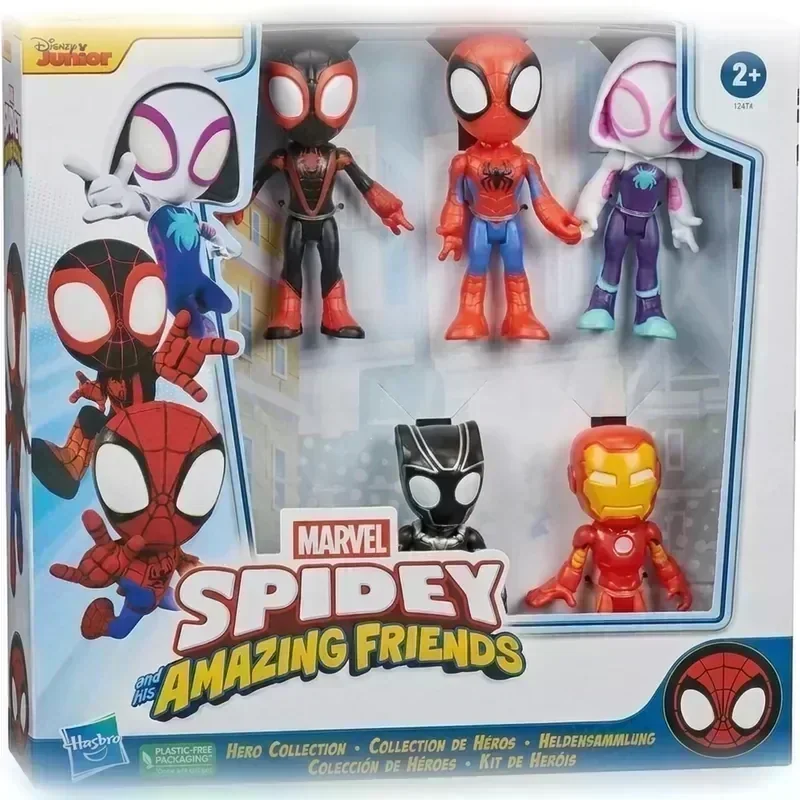 Disney
Junior
2+
124TA
MARVEL
SPIDEY
and his
AMAZING FRIENDS
Hasbro
PLASTIC-FREE
PACKAGING
HERO COLLECTION • COLLECTION DE HÉROS • HELDENSAMMLUNG
COLECCIÓN DE HÉROES • KIT DE HERÓIS